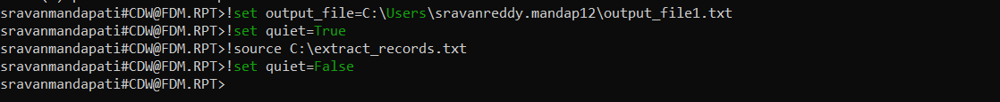 sravanmandapati#CDW@FDM.RPT>!set output_file=C:\Users\sravanreddy.mandap12\output_file1.txt
sravanmandapati#CDW@FDM.RPT>!set quiet=True
sravanmandapati#CDW@FDM.RPT>!source C:\extract_records.txt
sravanmandapati#CDW@FDM.RPT>!set quiet=False
sravanmandapati#CDW@FDM.RPT>